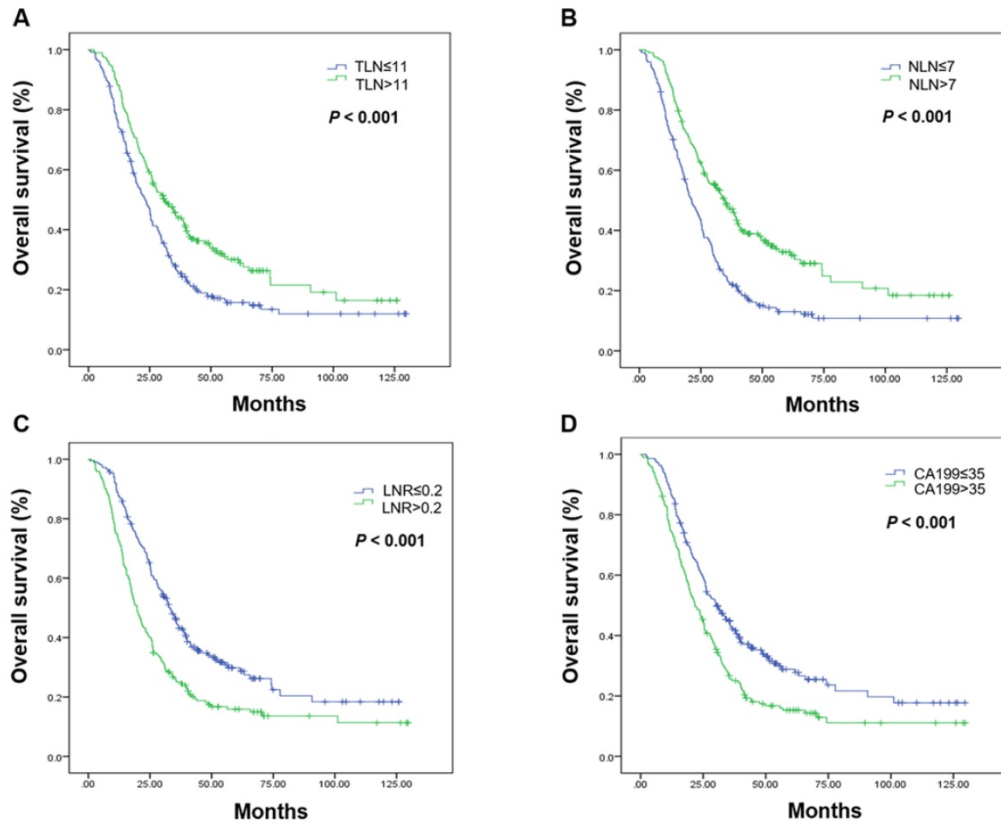 A
Overall survival (%)
1.0
0.8
0.6
0.4
0.2
0.0
TLN≤11
TLN>11
P < 0.001
.00 25.00 50.00 75.00 100.00 125.00
Months
B
Overall survival (%)
1.0
0.8
0.6
0.4
0.2
0.0
NLN≤7
NLN>7
P < 0.001
.00 25.00 50.00 75.00 100.00 125.00
Months
C
Overall survival (%)
1.0
0.8
0.6
0.4
0.2
0.0
LNR≤0.2
LNR>0.2
P < 0.001
.00 25.00 50.00 75.00 100.00 125.00
Months
D
Overall survival (%)
1.0
0.8
0.6
0.4
0.2
0.0
CA199≤35
CA199>35
P < 0.001
.00 25.00 50.00 75.00 100.00 125.00
Months